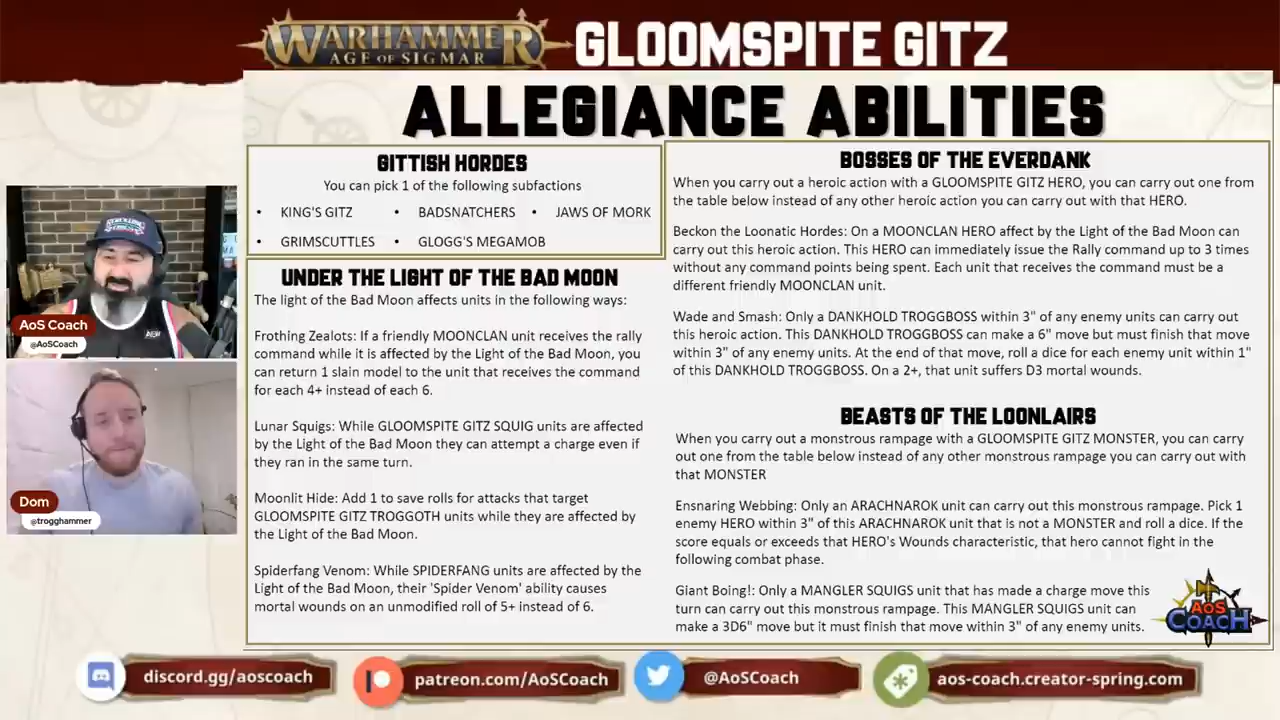 WARHAMMER
AGE OF SIGMAR
GLOOMSPITE GITZ
ALLEGIANCE ABILITIES
GITTISH HORDES
You can pick 1 of the following subfactions
• KING'S GITZ • BADSNATCHERS • JAWS OF MORK
• GRIMSCUTTLES • GLOGG'S MEGAMOB
UNDER THE LIGHT OF THE BAD MOON
The light of the Bad Moon affects units in the following ways:
Frothing Zealots: If a friendly MOONCLAN unit receives the rally
command while it is affected by the Light of the Bad Moon, you
can return 1 slain model to the unit that receives the command
for each 4+ instead of each 6.
Lunar Squigs: While GLOOMSPITE GITZ SQUIG units are affected
by the Light of the Bad Moon they can attempt a charge even if
they ran in the same turn.
Moonlit Hide: Add 1 to save rolls for attacks that target
GLOOMSPITE GITZ TROGGOTH units while they are affected by
the Light of the Bad Moon.
Spiderfang Venom: While SPIDERFANG units are affected by the
Light of the Bad Moon, their 'Spider Venom' ability causes
mortal wounds on an unmodified roll of 5+ instead of 6.
BOSSES OF THE EVERDANK
When you carry out a heroic action with a GLOOMSPITE GITZ HERO, you can carry out one from
the table below instead of any other heroic action you can carry out with that HERO.
Beckon the Loonatic Hordes: On a MOONCLAN HERO affect by the Light of the Bad Moon can
carry out this heroic action. This HERO can immediately issue the Rally command up to 3 times
without any command points being spent. Each unit that receives the command must be a
different friendly MOONCLAN unit.
Wade and Smash: Only a DANKHOLD TROGGBOSS within 3" of any enemy units can carry out
this heroic action. This DANKHOLD TROGGBOSS can make a 6" move but must finish that move
within 3" of any enemy units. At the end of that move, roll a dice for each enemy unit within 1"
of this DANKHOLD TROGGBOSS. On a 2+, that unit suffers D3 mortal wounds.
BEASTS OF THE LOONLAIRS
When you carry out a monstrous rampage with a GLOOMSPITE GITZ MONSTER, you can carry
out one from the table below instead of any other monstrous rampage you can carry out with
that MONSTER
Ensnaring Webbing: Only an ARACHNAROK unit can carry out this monstrous rampage. Pick 1
enemy HERO within 3" of this ARACHNAROK unit that is not a MONSTER and roll a dice. If the
score equals or exceeds that HERO's Wounds characteristic, that hero cannot fight in the
following combat phase.
Giant Boing!: Only a MANGLER SQUIGS unit that has made a charge move this
turn can carry out this monstrous rampage. This MANGLER SQUIGS unit can
make a 3D6" move but it must finish that move within 3" of any enemy units.
AoS
COACH
AoS Coach
@AoSCoach
Dom
@trogghammer
discord.gg/aoscoach
patreon.com/AoSCoach
@AoSCoach
aos-coach.creator-spring.com